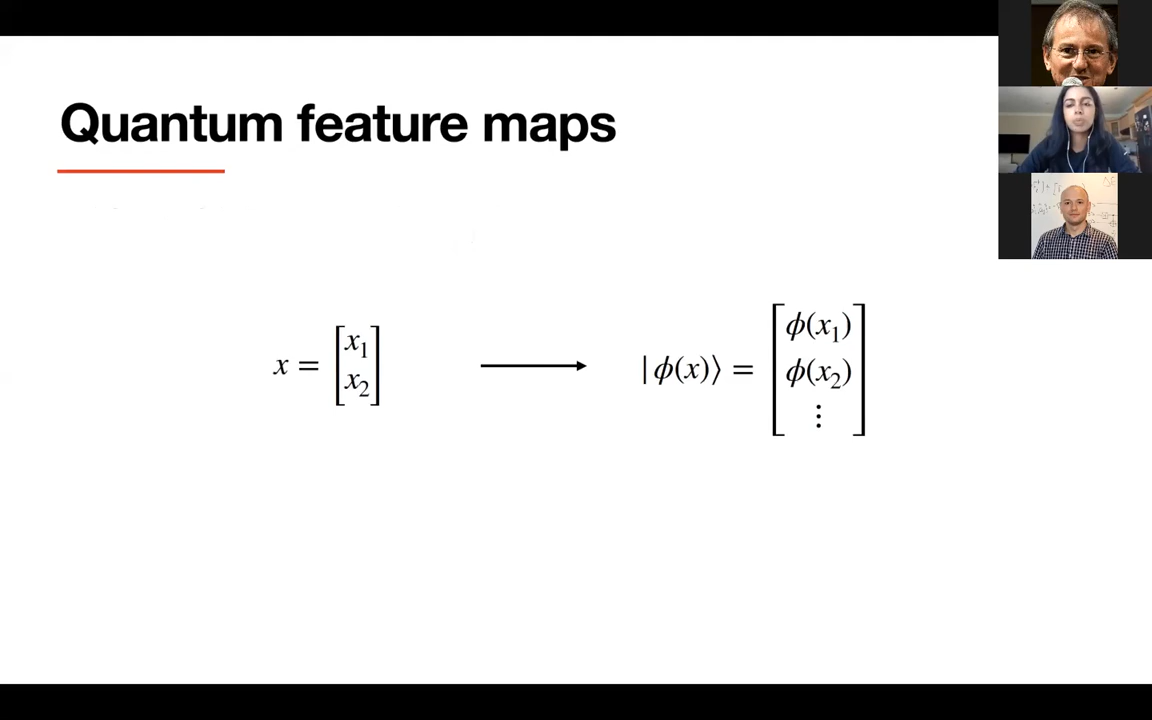 Quantum feature maps
x = [x₁ x₂] |ϕ(x)⟩ = [ϕ(x₁) ϕ(x₂) ⋮]